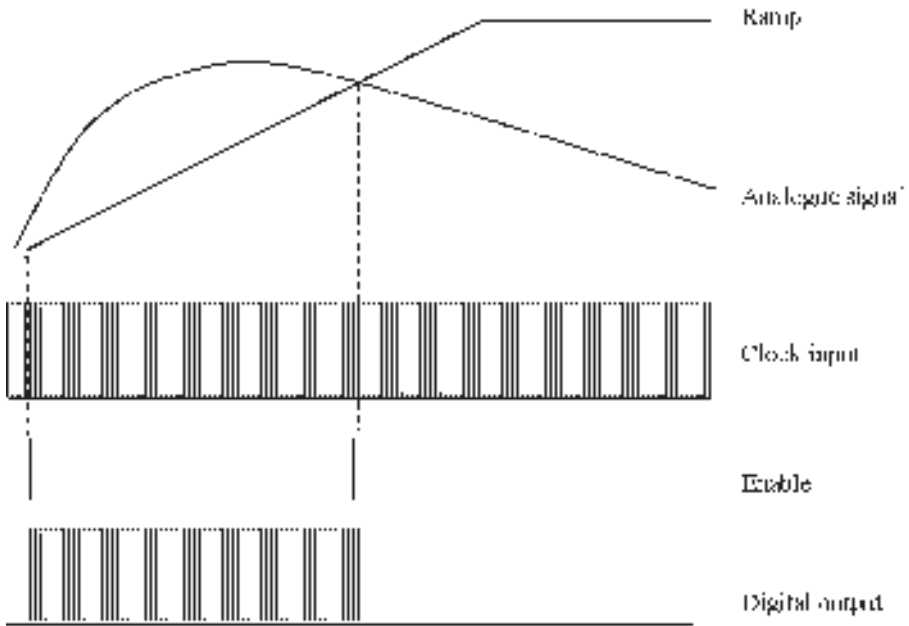 Ramp
Analogue signal
Clock input
Enable
Digital output